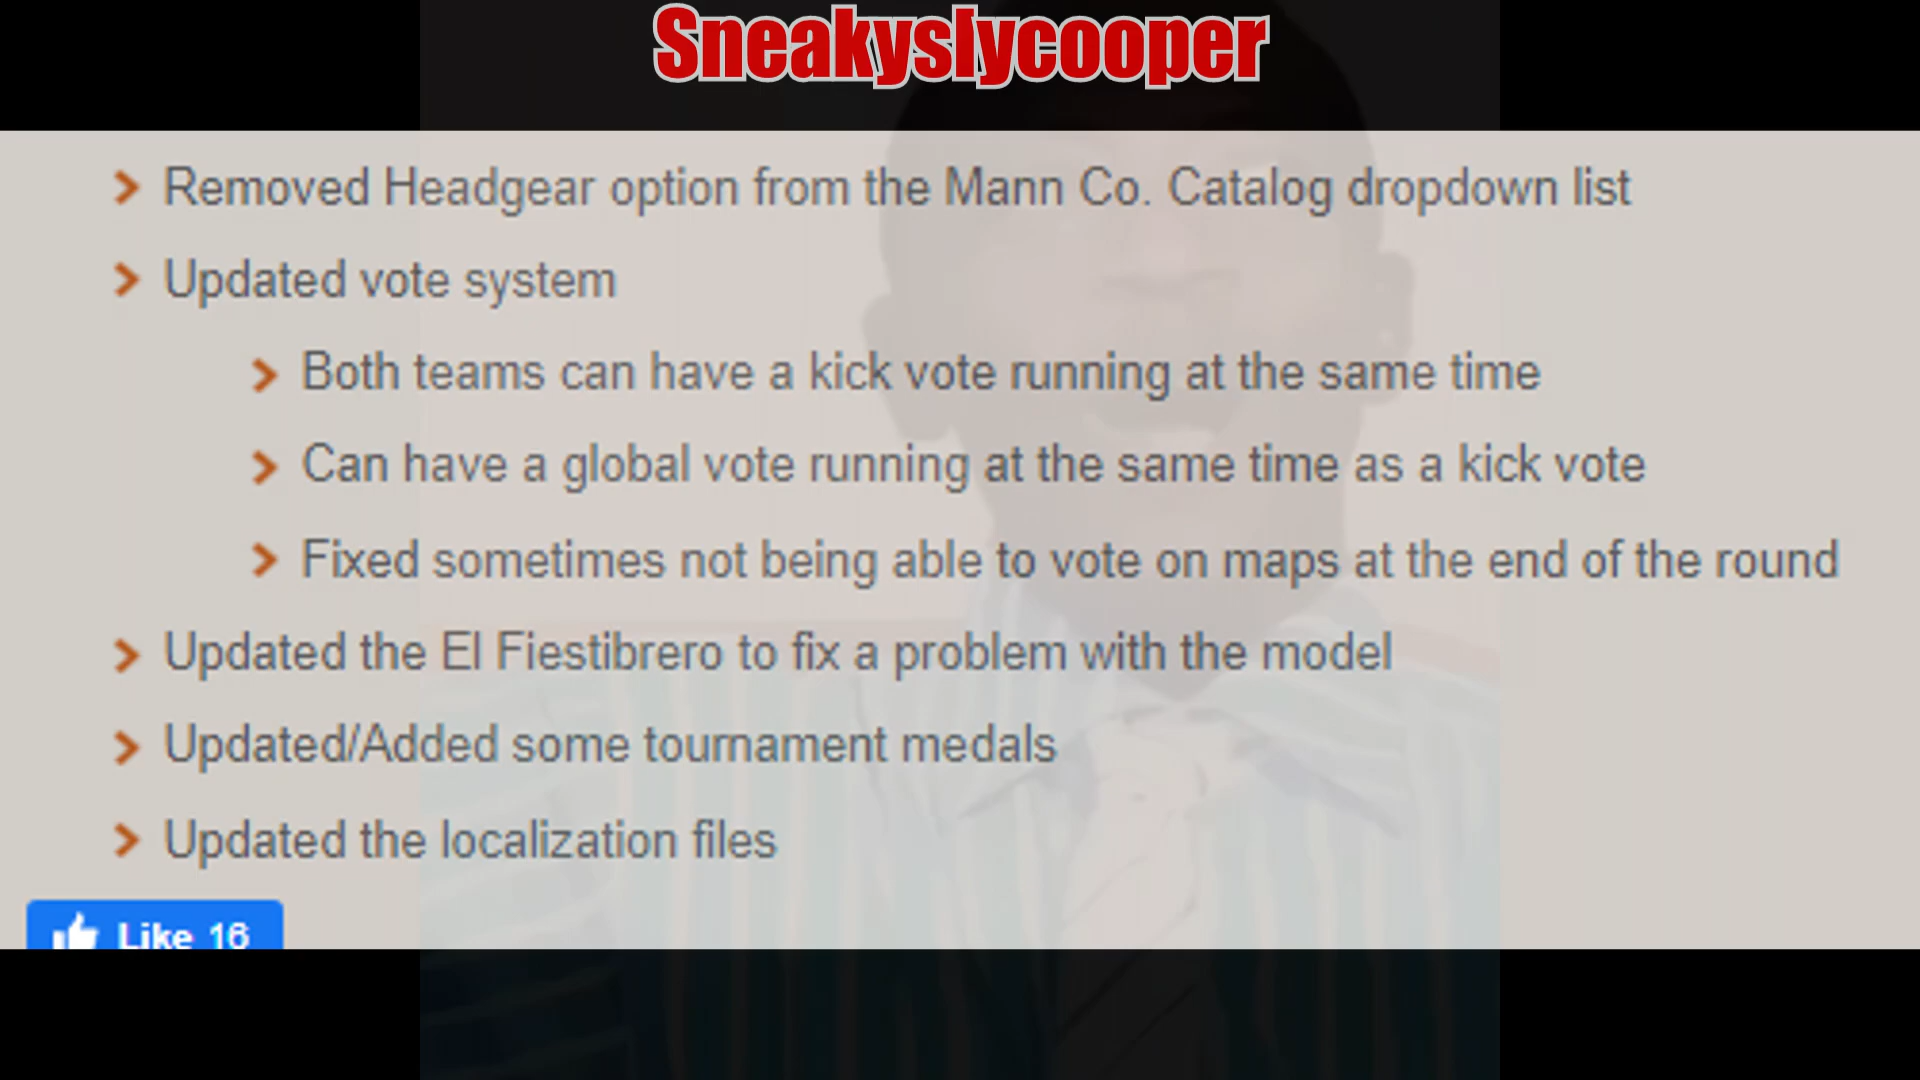 Sneakyslycooper
Removed Headgear option from the Mann Co. Catalog dropdown list
Updated vote system
Both teams can have a kick vote running at the same time
Can have a global vote running at the same time as a kick vote
Fixed sometimes not being able to vote on maps at the end of the round
Updated the El Fiestibrero to fix a problem with the model
Updated/Added some tournament medals
Updated the localization files
Like 16